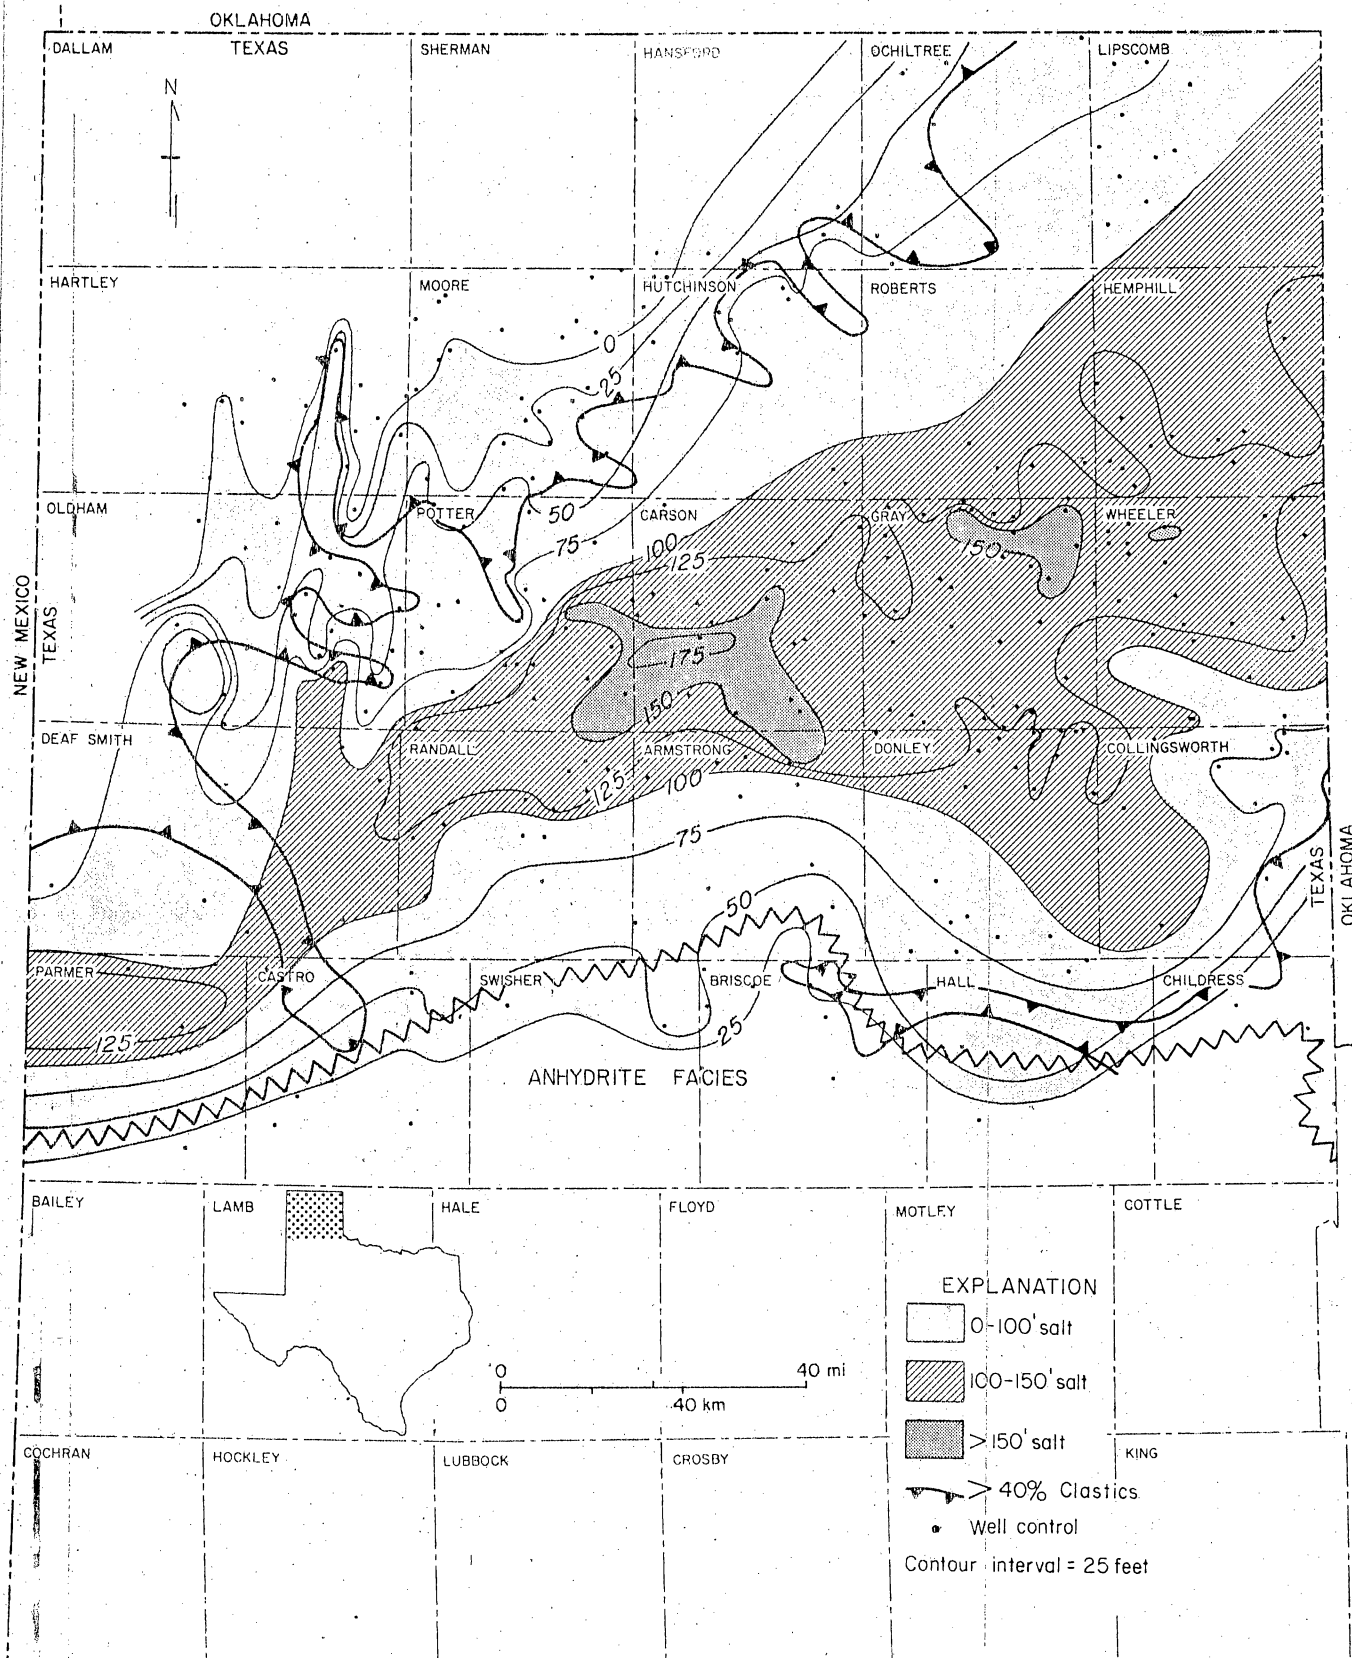 OKLAHOMA
TEXAS
DALLAM
SHERMAN
HANSFORD
OCHILTREE
LIPSCOMB
N
HARTLEY
MOORE
HUTCHINSON
ROBERTS
HEMPHILL
0
25
OLDHAM
POTTER
50
CARSON
GRAY
WHEELER
75
100
125
150
NEW MEXICO
TEXAS
175
150
DEAF SMITH
RANDALL
ARMSTRONG
DONLEY
COLLINGSWORTH
125
100
75
TEXAS
OKLAHOMA
50
PARMER
CASTRO
SWISHER
BRISCOE
HALL
CHILDRESS
125
25
ANHYDRITE FACIES
BAILEY
LAMB
HALE
FLOYD
MOTLEY
COTTLE
EXPLANATION
0-100' salt
100-150' salt
>150' salt
> 40% Clastics
Well control
Contour interval = 25 feet
0
40 mi
0
40 km
COCHRAN
HOCKLEY
LUBBOCK
CROSBY
KING